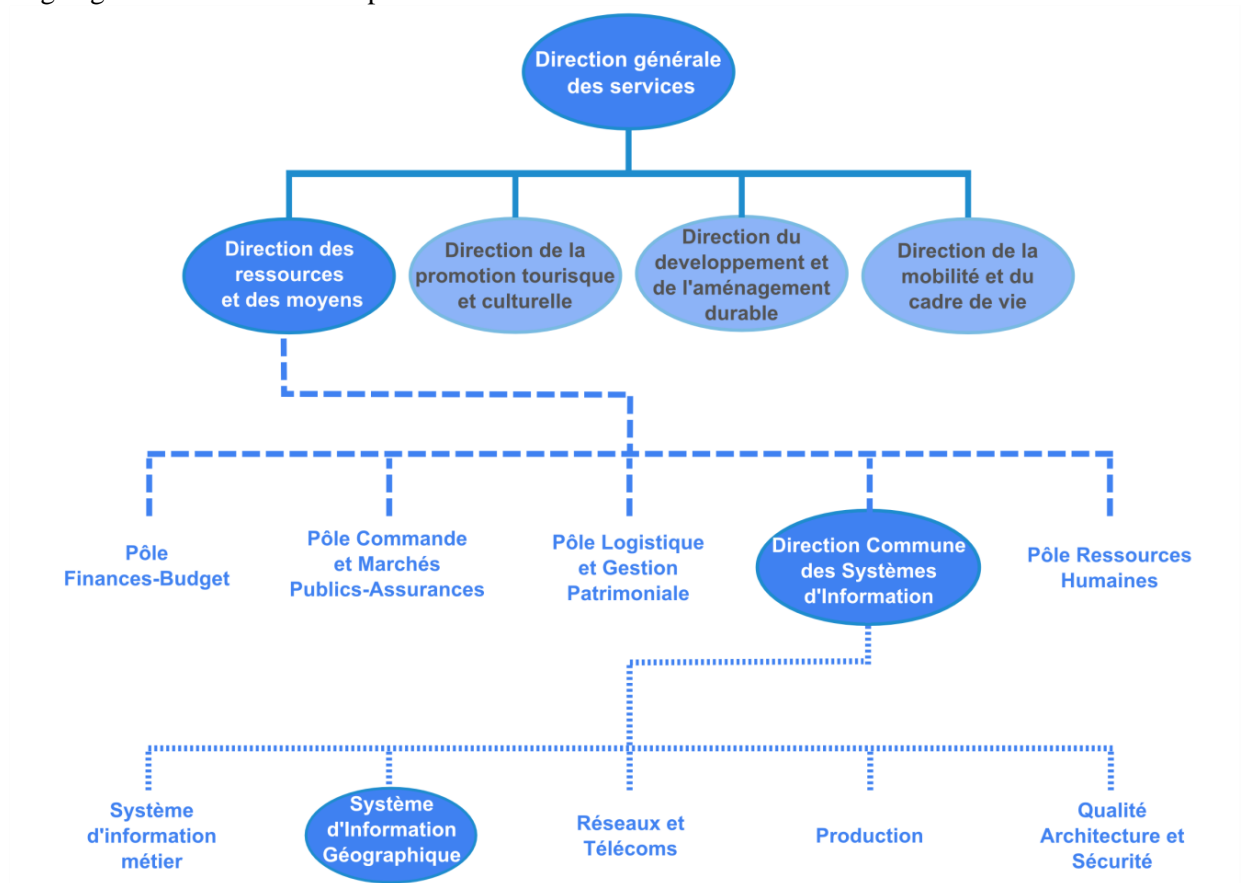 Direction générale
des services
Direction des
ressources
et des moyens
Direction de la
promotion tourisque
et culturelle
Direction du
developpement et
de l'aménagement
durable
Direction de la
mobilité et du
cadre de vie
Pôle
Finances-Budget
Pôle Commande
et Marchés
Publics-Assurances
Pôle Logistique
et Gestion
Patrimoniale
Direction Commune
des Systèmes
d'Information
Pôle Ressources
Humaines
Système
d'information
métier
Système
d'Information
Géographique
Réseaux et
Télécoms
Production
Qualité
Architecture et
Sécurité